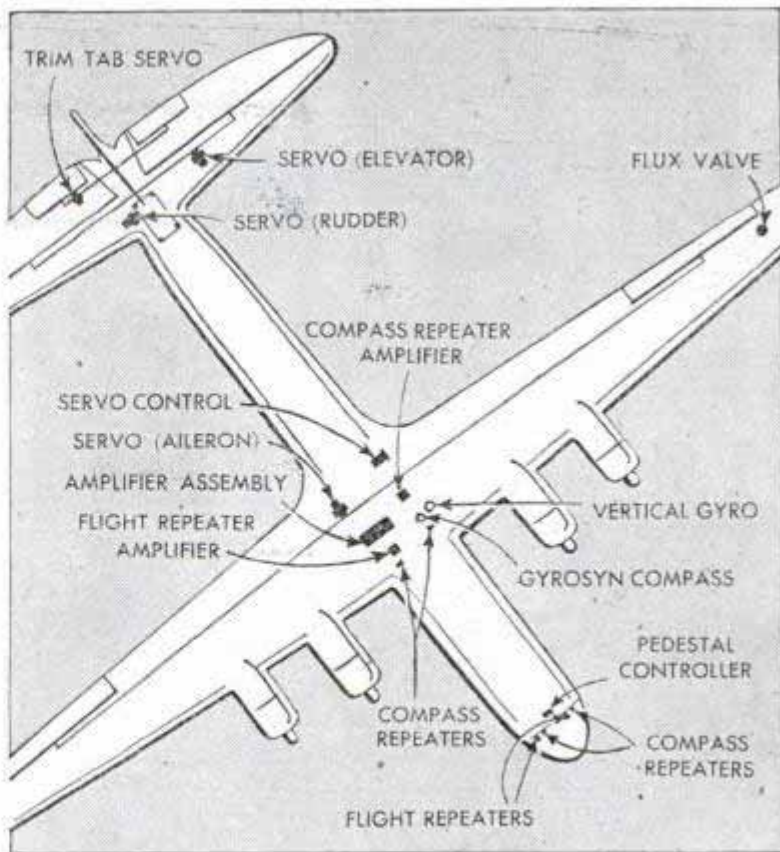 TRIM TAB SERVO
SERVO (ELEVATOR)
FLUX VALVE
SERVO (RUDDER)
COMPASS REPEATER
AMPLIFIER
SERVO CONTROL
SERVO (AILERON)
AMPLIFIER ASSEMBLY
FLIGHT REPEATER
AMPLIFIER
VERTICAL GYRO
GYROSYN COMPASS
PEDESTAL
CONTROLLER
COMPASS
REPEATERS
COMPASS
REPEATERS
FLIGHT REPEATERS